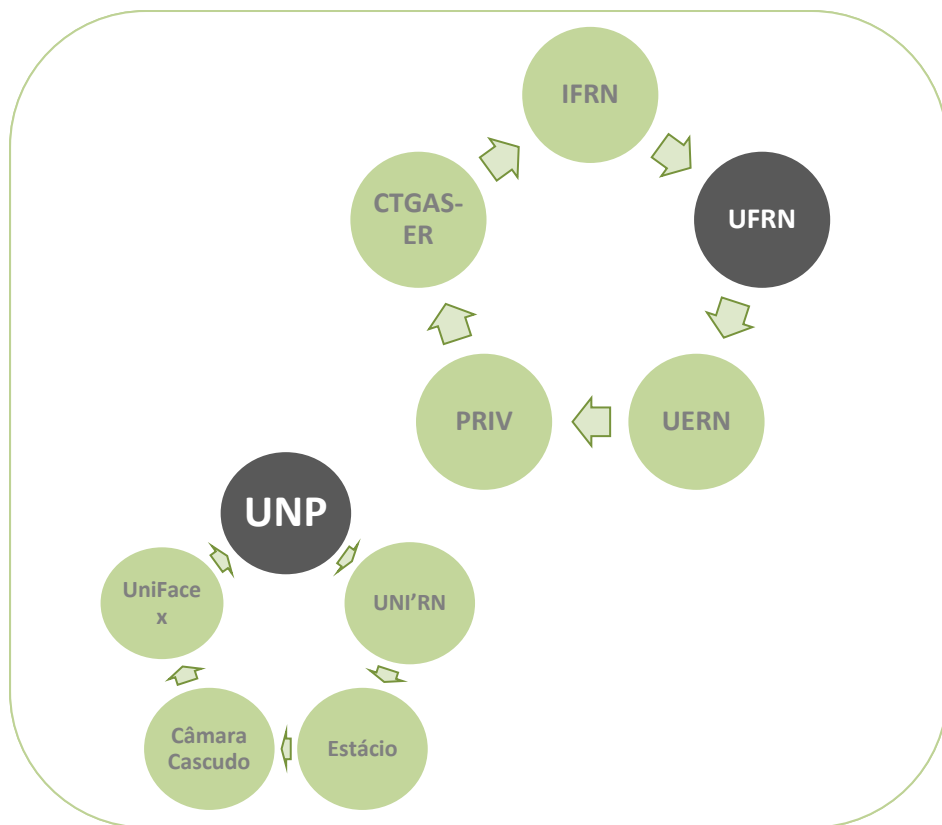 IFRN
CTGAS-
ER
UFRN
PRIV
UERN
UNP
UniFace
x
UNI’RN
Câmara
Cascudo
Estácio